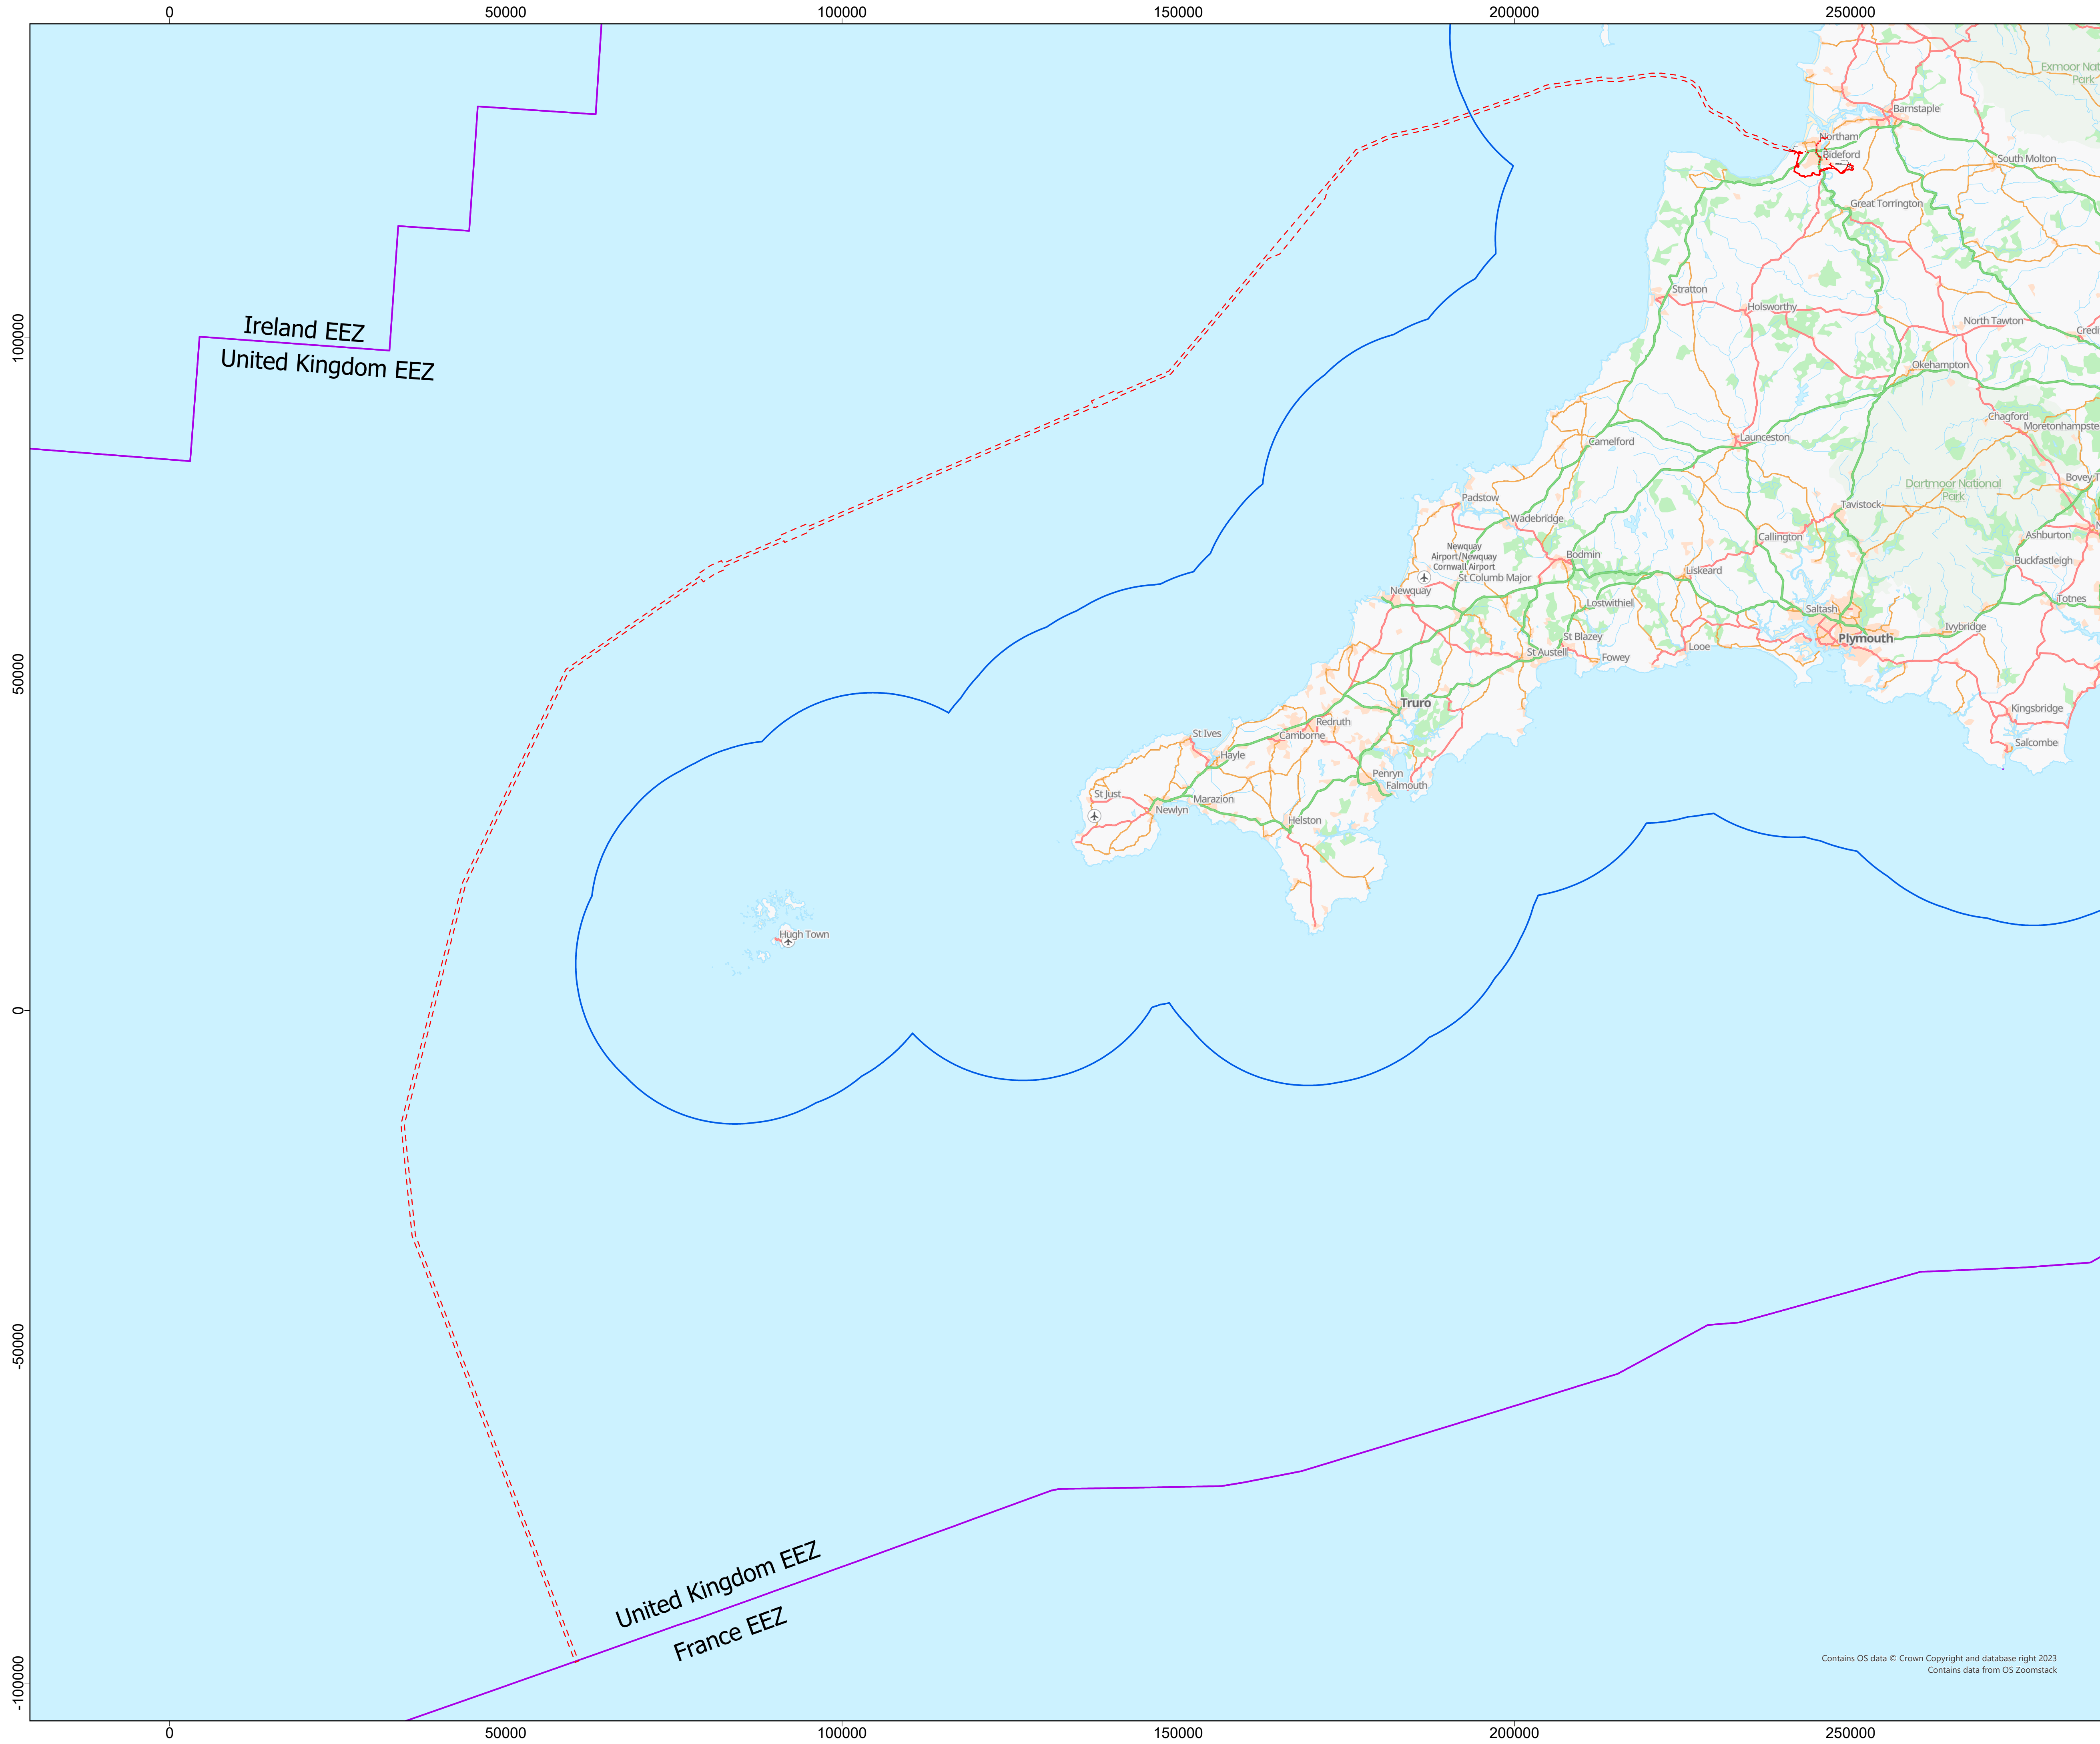 0 50000 100000 150000 200000 250000
Exmoor Nat
Park
Barnstaple
Northam
Bideford
South Molton
Great Torrington
Stratton
Holsworthy
North Tawton
Credi
100000
Ireland EEZ
United Kingdom EEZ
Okehampton
Chagford
Moretonhampste
Camelford
Launceston
Bovey T
Dartmoor National
Park
Padstow
Tavistock
Wadebridge
Ashburton
Callington
Newquay
Airport/Newquay
Cornwall Airport
Bodmin
Buckfastleigh
St Columb Major
Liskeard
Newquay
Totnes
Lostwithiel
Saltash
Ivybridge
St Blazey
Plymouth
Looe
St Austell
Fowey
50000
Truro
Kingsbridge
Redruth
St Ives
Camborne
Salcombe
Hayle
Penryn
Falmouth
St Just
Marazion
Newlyn
Helston
Hugh Town
0
-50000
United Kingdom EEZ
France EEZ
Contains OS data © Crown Copyright and database right 2023
Contains data from OS Zoomstack
-100000
0 50000 100000 150000 200000 250000